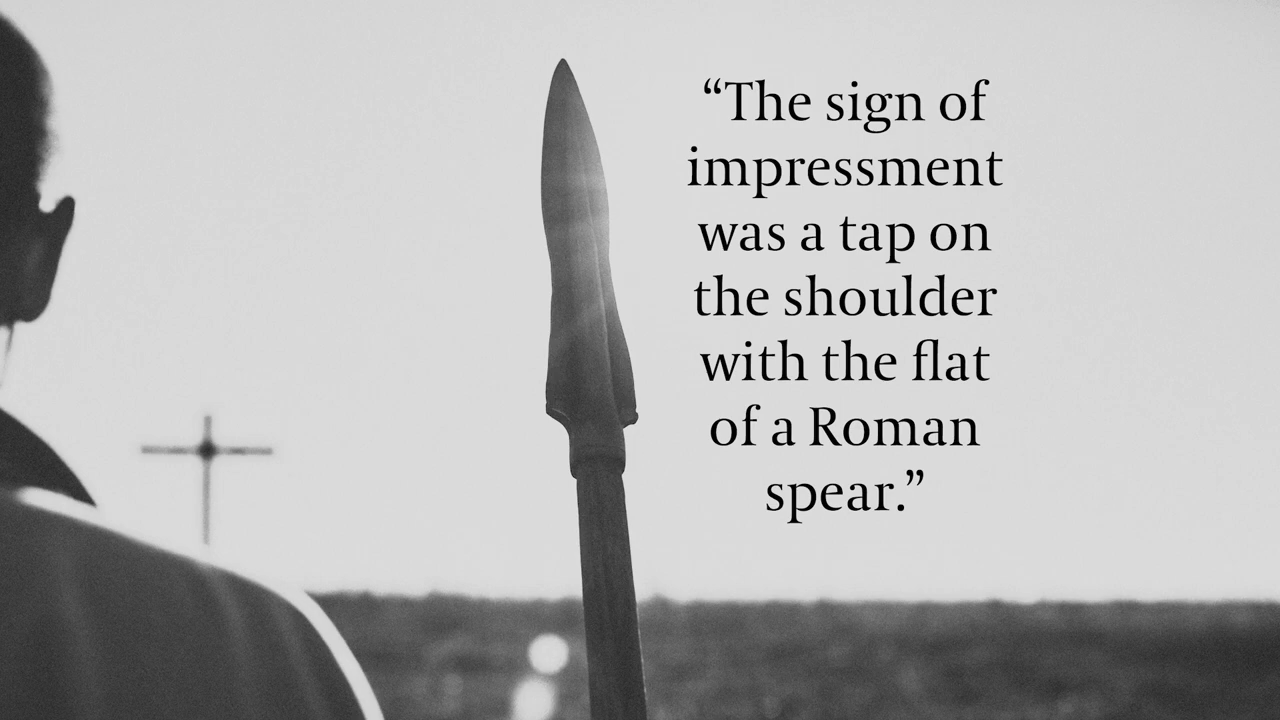 “The sign of
impressment
was a tap on
the shoulder
with the flat
of a Roman
spear.”